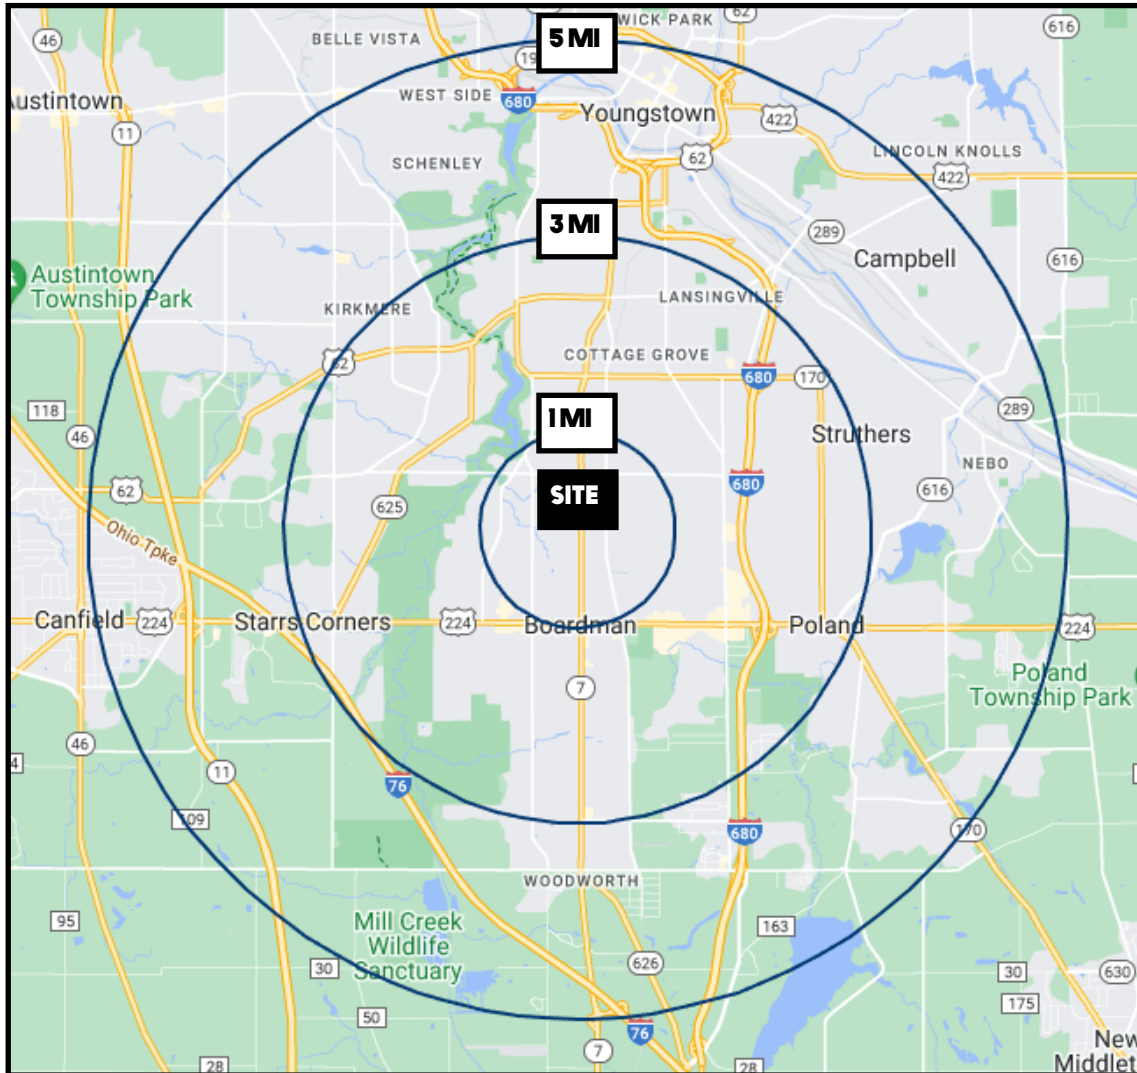 5 MI
WICK PARK
62
616
46
BELLE VISTA
19
Austintown
WEST SIDE
680
Youngstown
11
422
62
LINCOLN KNOLLS
422
SCHENLEY
3 MI
289
Campbell
616
Austintown
Township Park
LANSINGVILLE
KIRKMERE
62
COTTAGE GROVE
680
170
118
1 MI
289
46
Struthers
NEBO
62
680
616
SITE
625
Ohio Tpke
Canfield
224
Starrs Corners
224
Boardman
Poland
224
7
Poland
Township Park
46
4
11
76
109
680
170
WOODWORTH
95
Mill Creek
Wildlife
Sanctuary
163
30
626
30
630
175
50
76
7
28
28
New
Middlet